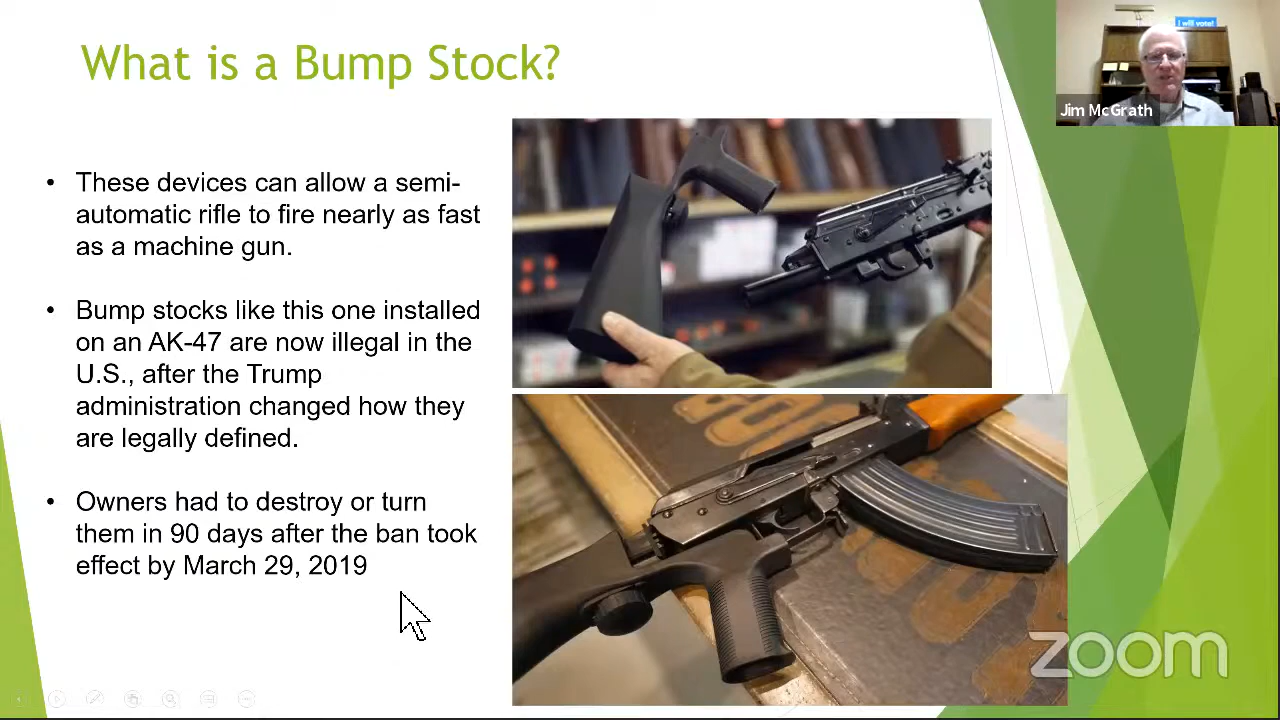 What is a Bump Stock?
I will vote!
Jim McGrath
• These devices can allow a semi-
automatic rifle to fire nearly as fast
as a machine gun.
• Bump stocks like this one installed
on an AK-47 are now illegal in the
U.S., after the Trump
administration changed how they
are legally defined.
• Owners had to destroy or turn
them in 90 days after the ban took
effect by March 29, 2019
zoom